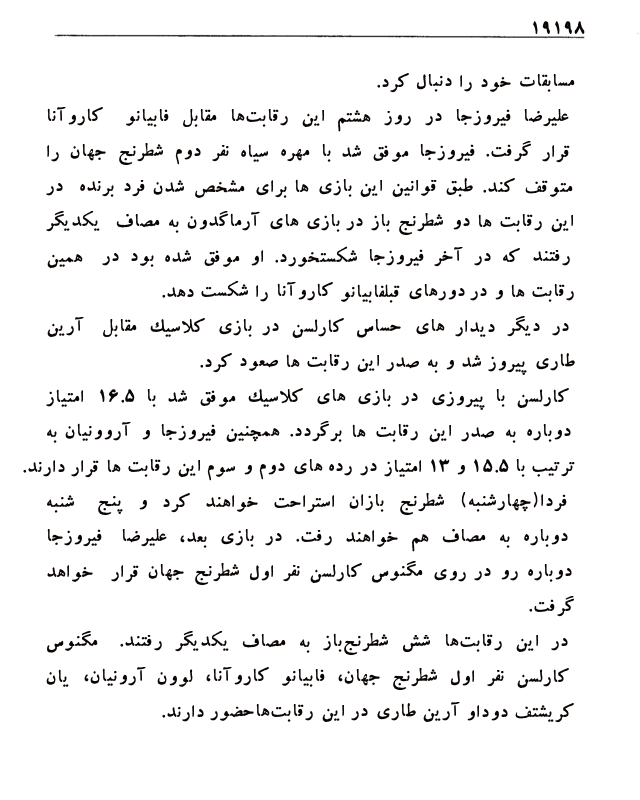 ۱۹۱۹۸
مسابقات خود را دنبال کرد.
علیرضا فیروزجا در روز هشتم این رقابت‌ها مقابل فابیانو کاروآنا
قرار گرفت. فیروزجا موفق شد با مهره سیاه نفر دوم شطرنج جهان را
متوقف کند. طبق قوانین این بازی ها برای مشخص شدن فرد برنده در
این رقابت ها دو شطرنج باز در بازی های آرماگدون به مصاف یکدیگر
رفتند که در آخر فیروزجا شکستخورد. او موفق شده بود در همین
رقابت ها و در دورهای قبلفابیانو کاروآنا را شکست دهد.
در دیگر دیدار های حساس کارلسن در بازی کلاسیك مقابل آرین
طاری پیروز شد و به صدر این رقابت ها صعود کرد.
کارلسن با پیروزی در بازی های کلاسیك موفق شد با ۱۶.۵ امتیاز
دوباره به صدر این رقابت ها برگردد. همچنین فیروزجا و آروونیان به
ترتیب با ۱۵.۵ و ۱۳ امتیاز در رده های دوم و سوم این رقابت ها قرار دارند.
فردا(چهارشنبه) شطرنج بازان استراحت خواهند کرد و پنج شنبه
دوباره به مصاف هم خواهند رفت. در بازی بعد، علیرضا فیروزجا
دوباره رو در روی مگنوس کارلسن نفر اول شطرنج جهان قرار خواهد
گرفت.
در این رقابت‌ها شش شطرنج‌باز به مصاف یکدیگر رفتند. مگنوس
کارلسن نفر اول شطرنج جهان، فابیانو کاروآنا، لوون آرونیان، یان
کریشتف دوداو آرین طاری در این رقابت‌هاحضور دارند.